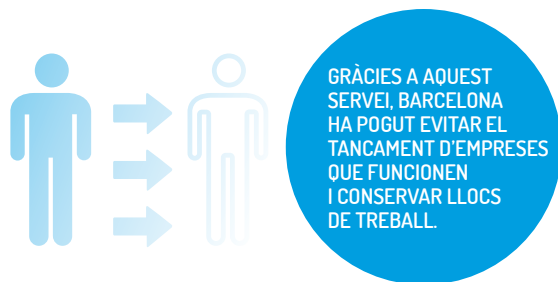 GRÀCIES A AQUEST
SERVEI, BARCELONA
HA POGUT EVITAR EL
TANCAMENT D'EMPRESES
QUE FUNCIONEN
I CONSERVAR LLOCS
DE TREBALL.